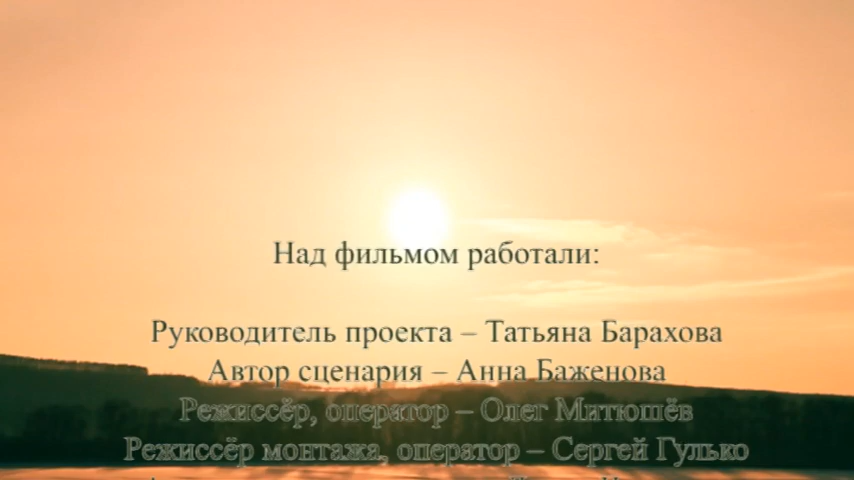 Над фильмом работали:
Руководитель проекта – Татьяна Барахова
Автор сценария – Анна Баженова
Режиссёр, оператор – Олег Митюшёв
Режиссёр монтажа, оператор – Сергей Гулько